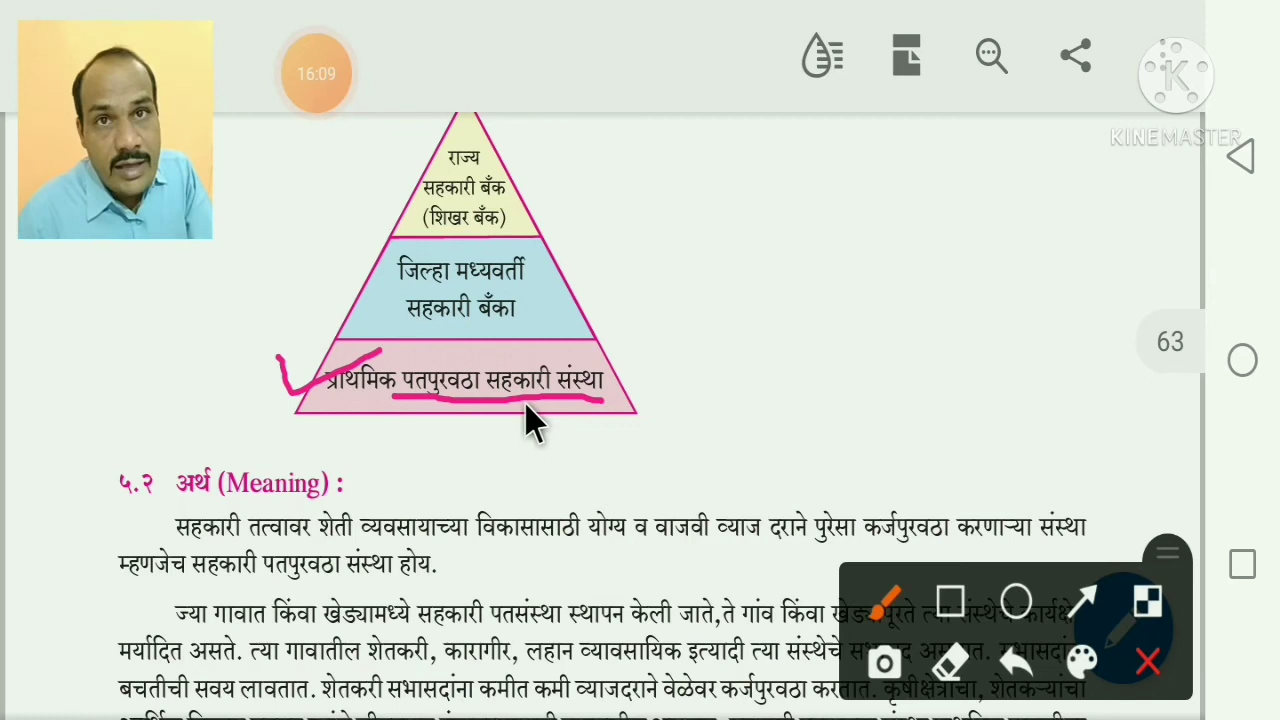 16:09
K
KINEMASTER
राज्य
सहकारी बँक
(शिखर बँक)
जिल्हा मध्यवर्ती
सहकारी बँका
63
प्राथमिक पतपुरवठा सहकारी संस्था
५.२ अर्थ (Meaning) :
सहकारी तत्वावर शेती व्यवसायाच्या विकासासाठी योग्य व वाजवी व्याज दराने पुरेसा कर्जपुरवठा करणाऱ्या संस्था
म्हणजेच सहकारी पतपुरवठा संस्था होय.
ज्या गावात किंवा खेड्यामध्ये सहकारी पतसंस्था स्थापन केली जाते,ते गांव किंवा खेड्यापूरते त्या संस्थेचे
मर्यादित असते. त्या गावातील शेतकरी, कारागीर, लहान व्यावसायिक इत्यादी त्या संस्थेचे
बचतीची सवय लावतात. शेतकरी सभासदांना कमीत कमी व्याजदराने वेळेवर कर्जपुरवठा करतात. कृषीक्षेत्राचा, शेतकऱ्यांचा